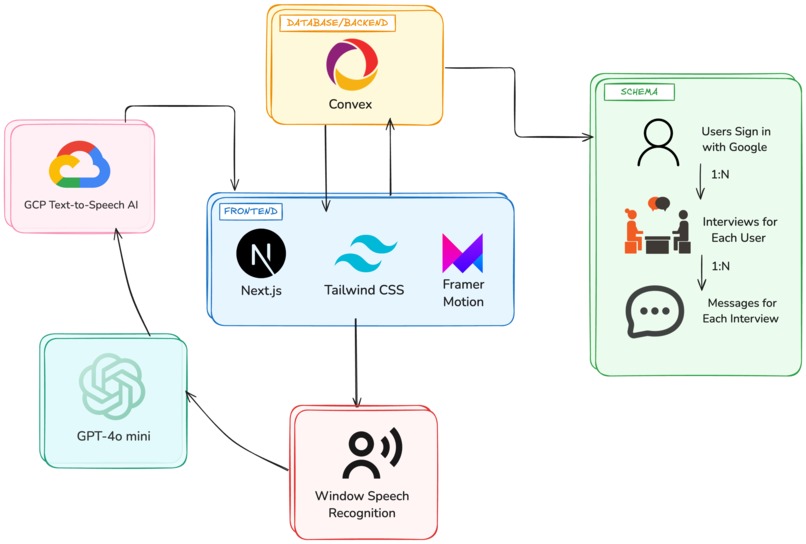 DATABASE/BACKEND
Convex
SCHEMA
Users Sign in
with Google
1:N
Interviews for
Each User
1:N
Messages for
Each Interview
GCP Text-to-Speech AI
FRONTEND
N
Next.js
Tailwind CSS
Framer
Motion
GPT-4o mini
Window Speech
Recognition